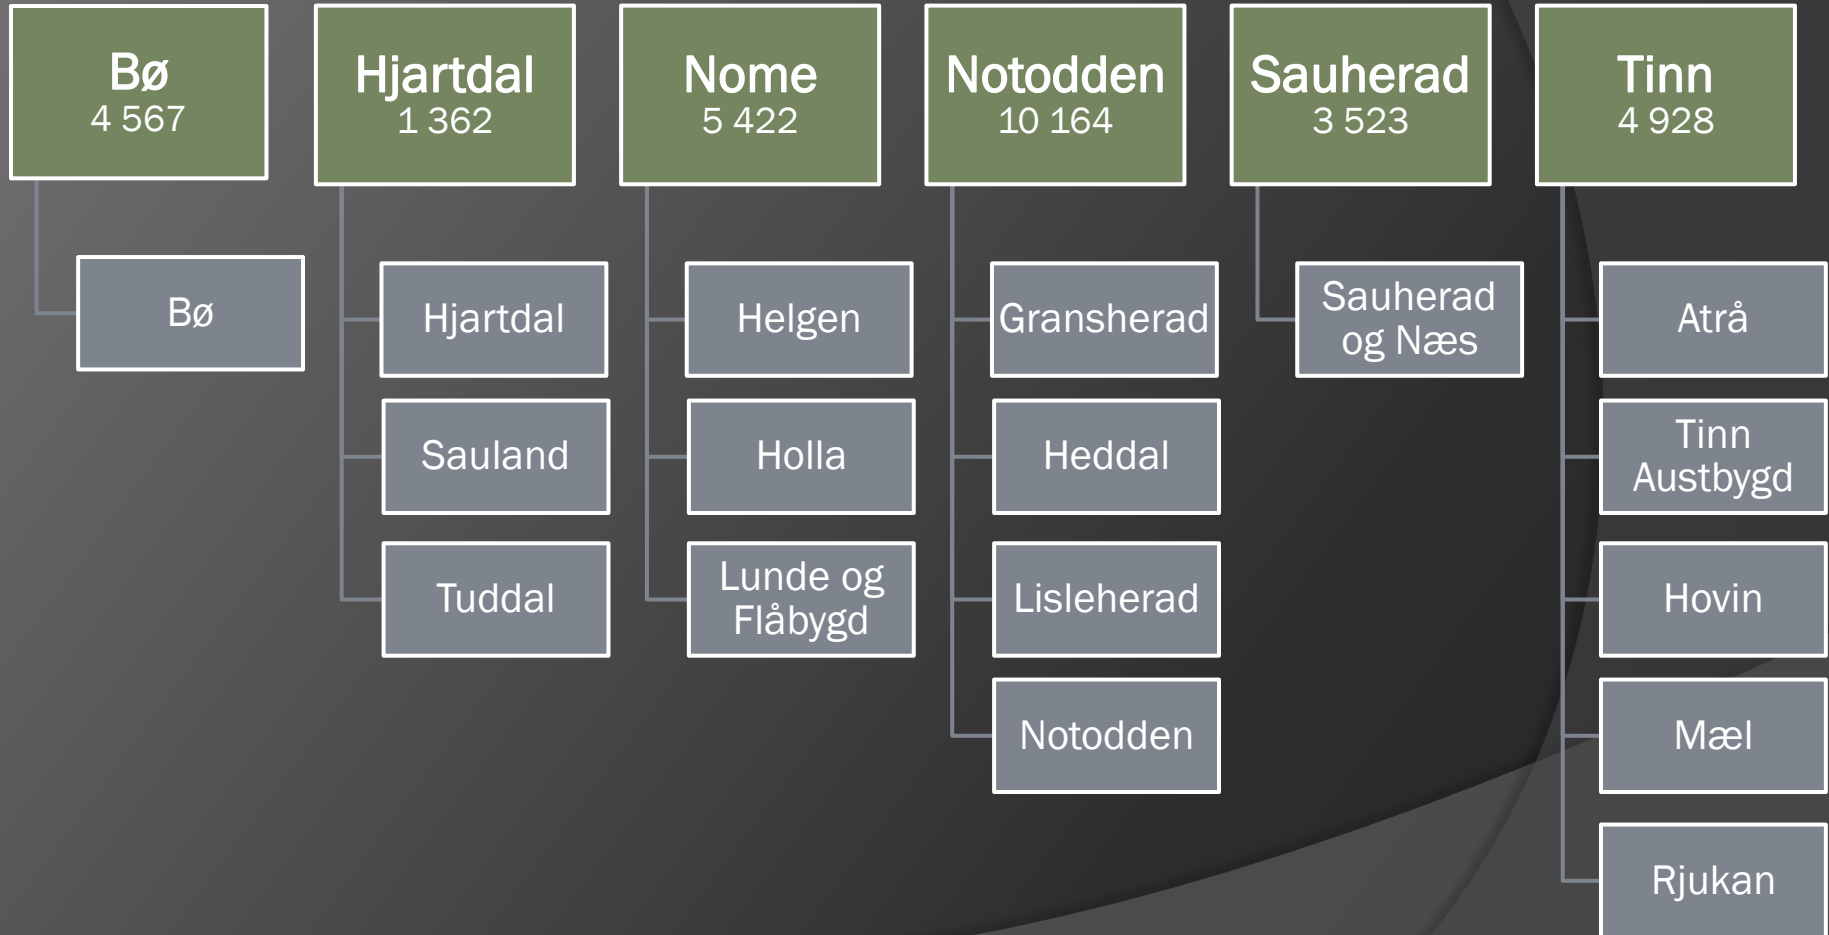 Bø
4 567
Bø
Hjartdal
1 362
Hjartdal
Sauland
Tuddal
Nome
5 422
Helgen
Holla
Lunde og
Flåbygd
Notodden
10 164
Gransherad
Heddal
Lisleherad
Notodden
Sauherad
3 523
Sauherad
og Næs
Tinn
4 928
Atrå
Tinn
Austbygd
Hovin
Mæl
Rjukan